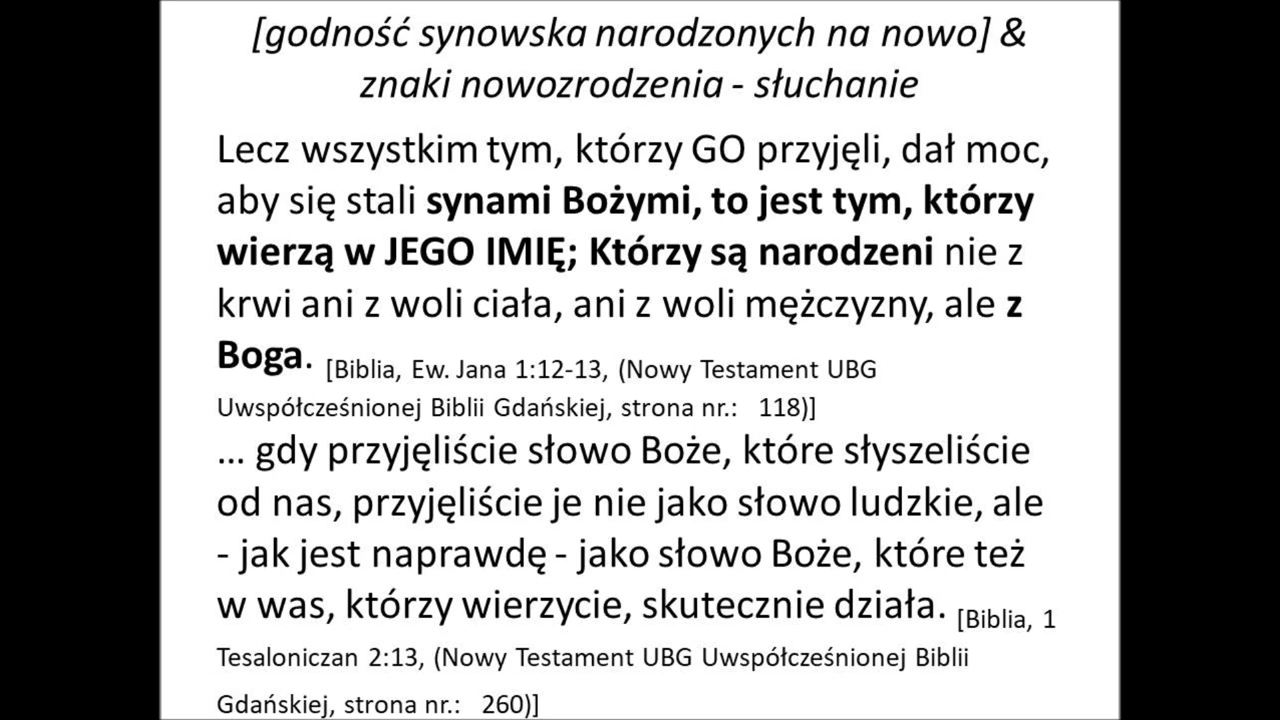 [godność synowska narodzonych na nowo] &
znaki nowozrodzenia - słuchanie
Lecz wszystkim tym, którzy GO przyjęli, dał moc,
aby się stali synami Bożymi, to jest tym, którzy
wierzą w JEGO IMIĘ; Którzy są narodzeni nie z
krwi ani z woli ciała, ani z woli mężczyzny, ale z
Boga. [Biblia, Ew. Jana 1:12-13, (Nowy Testament UBG
Uwspółcześnionej Biblii Gdańskiej, strona nr.: 118)]
... gdy przyjęliście słowo Boże, które słyszeliście
od nas, przyjęliście je nie jako słowo ludzkie, ale
- jak jest naprawdę - jako słowo Boże, które też
w was, którzy wierzycie, skutecznie działa. [Biblia, 1
Tesaloniczan 2:13, (Nowy Testament UBG Uwspółcześnionej Biblii
Gdańskiej, strona nr.: 260)]